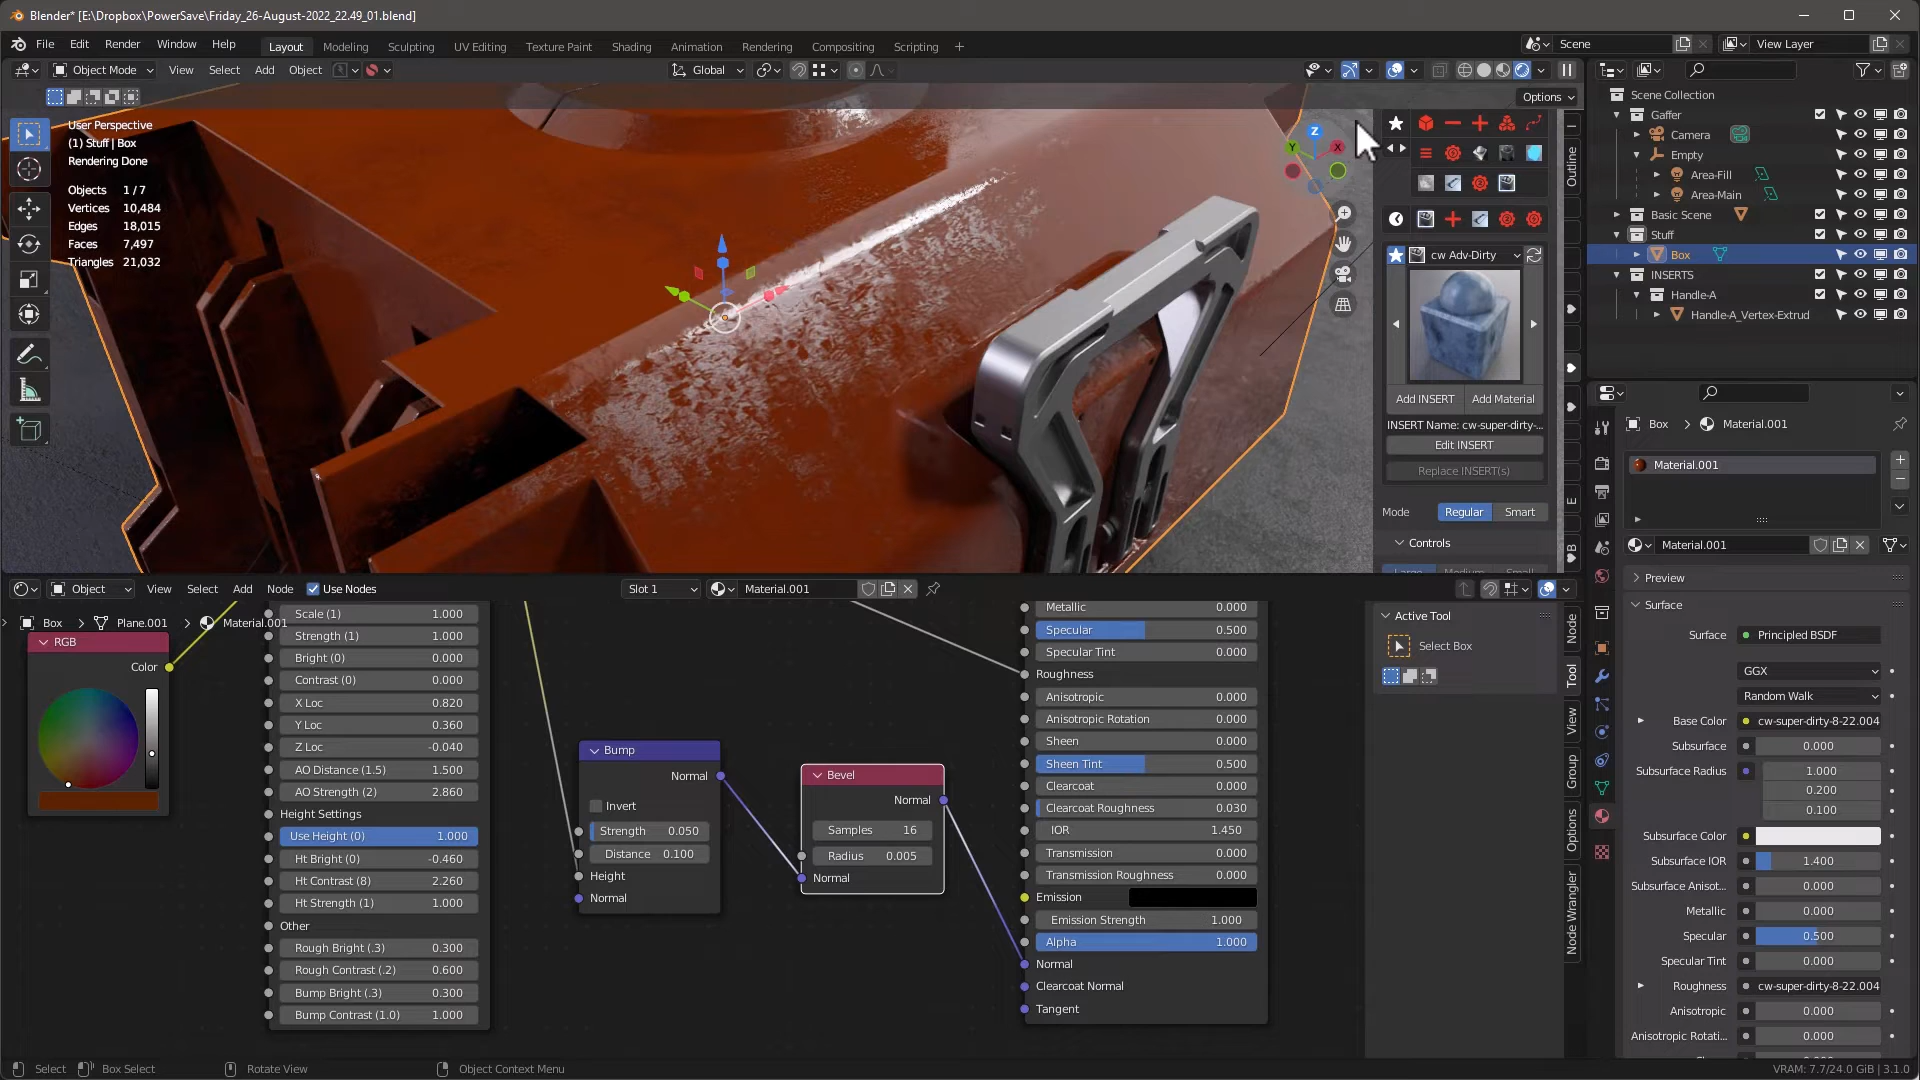 Blender* [E:\Dropbox\PowerSave\Friday_26-August-2022_22.49_01.blend]
File Edit Render Window Help Layout Modeling Sculpting UV Editing Texture Paint Shading Animation Rendering Compositing Scripting + Scene View Layer
Object Mode View Select Add Object Global
Options
User Perspective
(1) Stuff | Box
Rendering Done
Objects 1 / 7
Vertices 10,484
Edges 18,015
Faces 7,497
Triangles 21,032
Z
Y
X
cw Adv-Dirty
Add INSERT Add Material
INSERT Name: cw-super-dirty-...
Edit INSERT
Replace INSERT(s)
Mode Regular Smart
Controls
Outline
E
B
Scene Collection
Gaffer
Camera
Empty
Area-Fill
Area-Main
Basic Scene
Stuff
Box
INSERTS
Handle-A
Handle-A_Vertex-Extrud
Box > Material.001
Material.001
Material.001
Preview
Surface
Surface Principled BSDF
GGX
Random Walk
Base Color cw-super-dirty-8-22.004
Subsurface 0.000
Subsurface Radius 1.000
0.200
0.100
Subsurface Color
Subsurface IOR 1.400
Subsurface Anisot... 0.000
Metallic 0.000
Specular 0.500
Specular Tint 0.000
Roughness cw-super-dirty-8-22.004
Anisotropic 0.000
Anisotropic Rotati... 0.000
Object View Select Add Node Use Nodes Slot 1 Material.001
Box > Plane.001 > Material.001
RGB
Color
Scale (1) 1.000
Strength (1) 1.000
Bright (0) 0.000
Contrast (0) 0.000
X Loc 0.820
Y Loc 0.360
Z Loc -0.040
AO Distance (1.5) 1.500
AO Strength (2) 2.860
Height Settings
Use Height (0) 1.000
Ht Bright (0) -0.460
Ht Contrast (8) 2.260
Ht Strength (1) 1.000
Other
Rough Bright (.3) 0.300
Rough Contrast (.2) 0.600
Bump Bright (.3) 0.300
Bump Contrast (1.0) 1.000
Bump
Normal
Invert
Strength 0.050
Distance 0.100
Height
Normal
Bevel
Normal
Samples 16
Radius 0.005
Normal
Metallic 0.000
Specular 0.500
Specular Tint 0.000
Roughness
Anisotropic 0.000
Anisotropic Rotation 0.000
Sheen 0.000
Sheen Tint 0.500
Clearcoat 0.000
Clearcoat Roughness 0.030
IOR 1.450
Transmission 0.000
Transmission Roughness 0.000
Emission
Emission Strength 1.000
Alpha 1.000
Normal
Clearcoat Normal
Tangent
Active Tool
Select Box
Node
Tool
View
Group
Options
Node Wrangler
Select Box Select Rotate View Object Context Menu VRAM: 7.7/24.0 GiB | 3.1.0